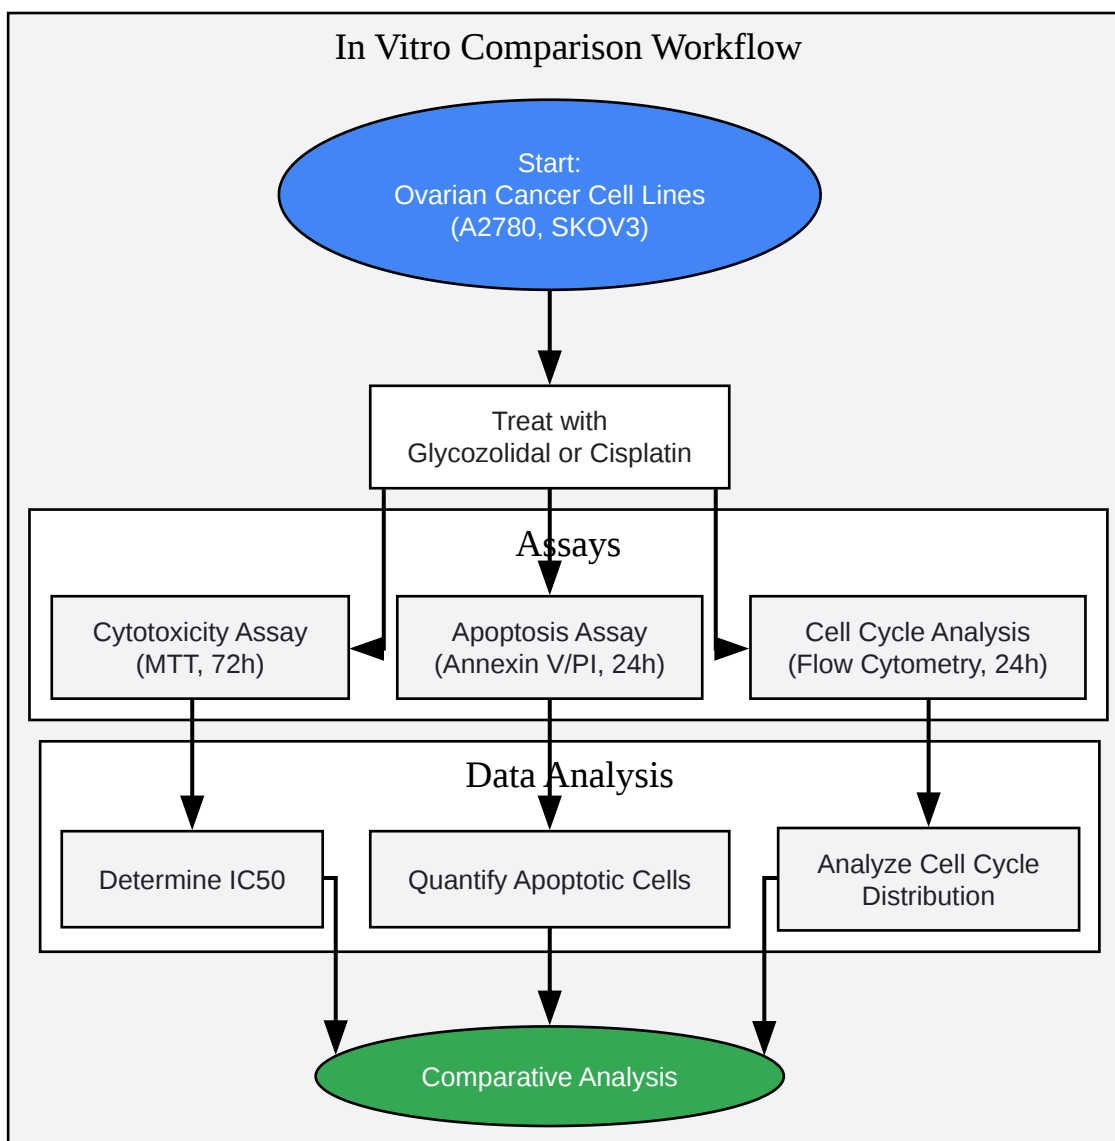 In Vitro Comparison Workflow
Start:
Ovarian Cancer Cell Lines
(A2780, SKOV3)
Treat with
Glycozolidal or Cisplatin
Assays
Cytotoxicity Assay
(MTT, 72h)
Apoptosis Assay
(Annexin V/PI, 24h)
Cell Cycle Analysis
(Flow Cytometry, 24h)
Data Analysis
Determine IC50
Quantify Apoptotic Cells
Analyze Cell Cycle
Distribution
Comparative Analysis